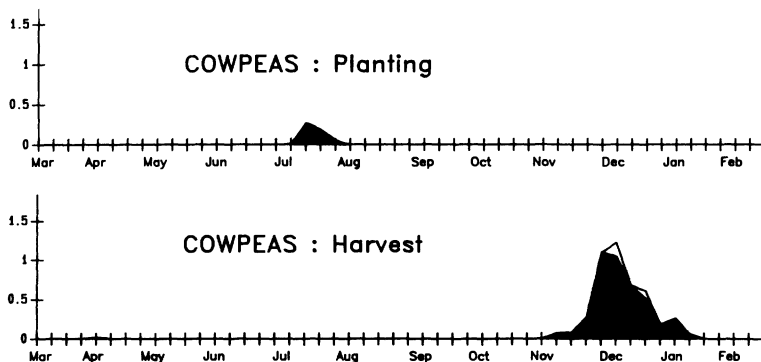 1.5
COWPEAS : Planting
1
0.5
0
Mar Apr May Jun Jul Aug Sep Oct Nov Dec Jan Feb
1.5
COWPEAS : Harvest
1
0.5
0
Mar Apr May Jun Jul Aug Sep Oct Nov Dec Jan Feb